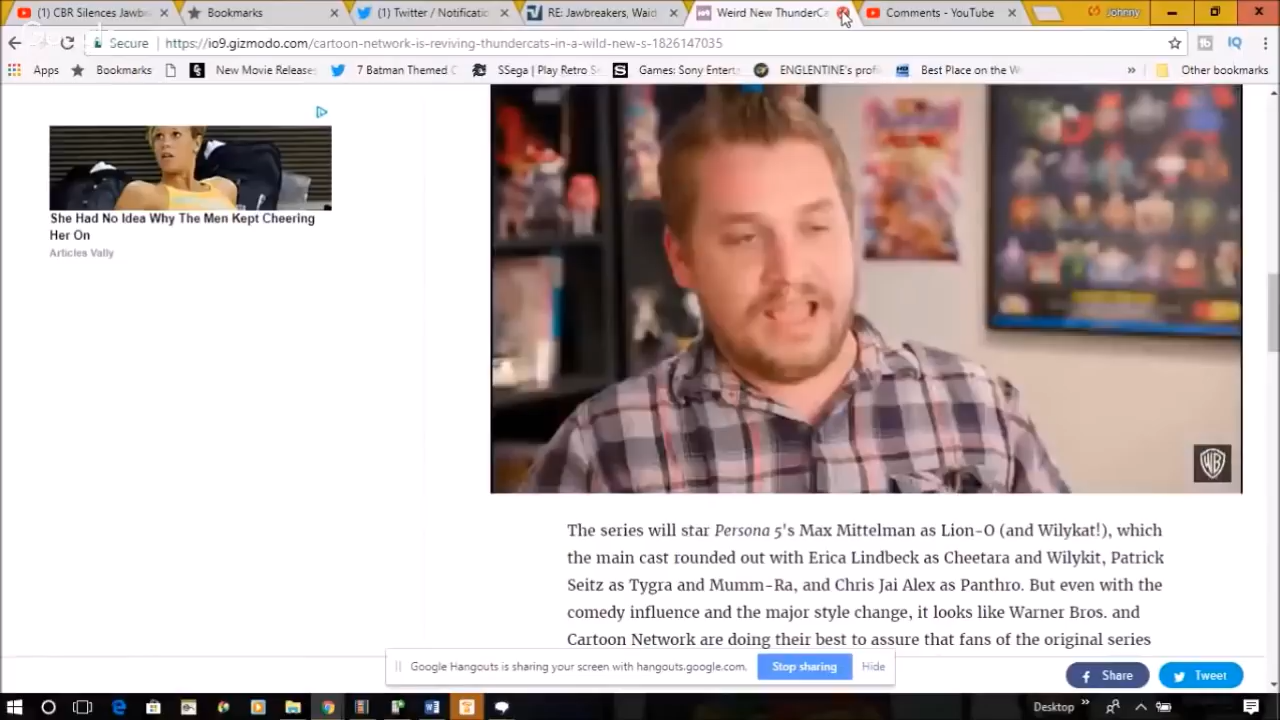 (1) CBR Silences Jawb
Bookmarks
(1) Twitter / Notificatio
RE: Jawbreakers, Waid
Weird New ThunderCa
Comments - YouTube
Johnny
Secure
https://io9.gizmodo.com/cartoon-network-is-reviving-thundercats-in-a-wild-new-s-1826147035
Apps
Bookmarks
New Movie Releases
7 Batman Themed C
SSega | Play Retro S
Games: Sony Entert
ENGLENTINE's profi
Best Place on the W
»
Other bookmarks
She Had No Idea Why The Men Kept Cheering
Her On
Articles Vally
WB
The series will star Persona 5's Max Mittelman as Lion-O (and Wilykat!), which
the main cast rounded out with Erica Lindbeck as Cheetara and Wilykit, Patrick
Seitz as Tygra and Mumm-Ra, and Chris Jai Alex as Panthro. But even with the
comedy influence and the major style change, it looks like Warner Bros. and
Cartoon Network are doing their best to assure that fans of the original series
Google Hangouts is sharing your screen with hangouts.google.com.
Stop sharing
Hide
Share
Tweet
Desktop »